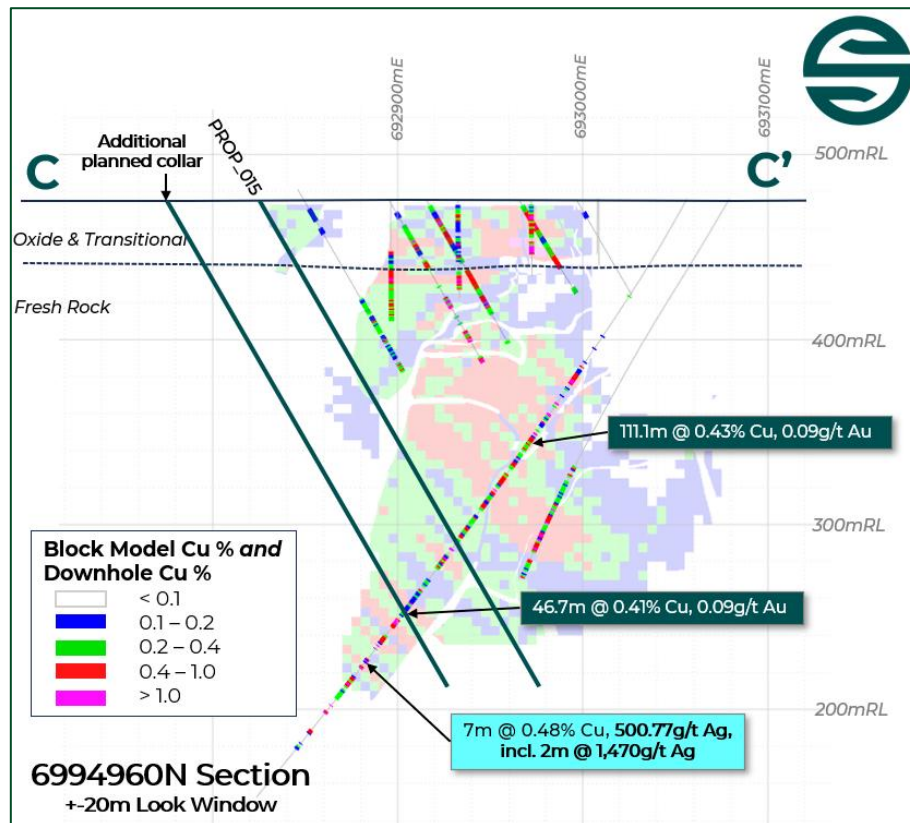 692900mE
693000mE
693100mE
Additional
planned collar
PROP_015
C
C'
500mRL
Oxide & Transitional
Fresh Rock
400mRL
111.1m @ 0.43% Cu, 0.09g/t Au
300mRL
Block Model Cu % and
Downhole Cu %
< 0.1
0.1 – 0.2
0.2 – 0.4
0.4 – 1.0
> 1.0
46.7m @ 0.41% Cu, 0.09g/t Au
200mRL
7m @ 0.48% Cu, 500.77g/t Ag,
incl. 2m @ 1,470g/t Ag
6994960N Section
+-20m Look Window